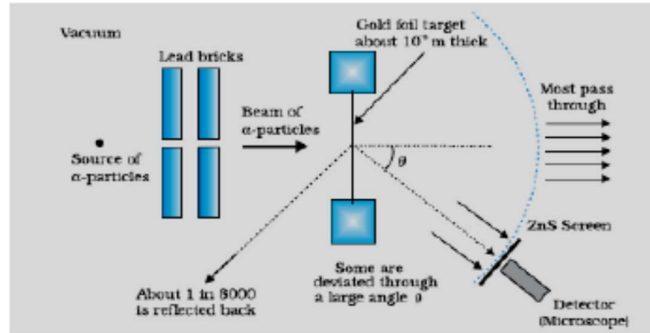 Gold foil target
about 10⁻⁸ m thick
Vacuum
Lead bricks
Most pass
through
Beam of
α-particles
θ
Source of
α-particles
ZnS Screen
Some are
deviated through
a large angle θ
About 1 in 8000
is reflected back
Detector
(Microscope)